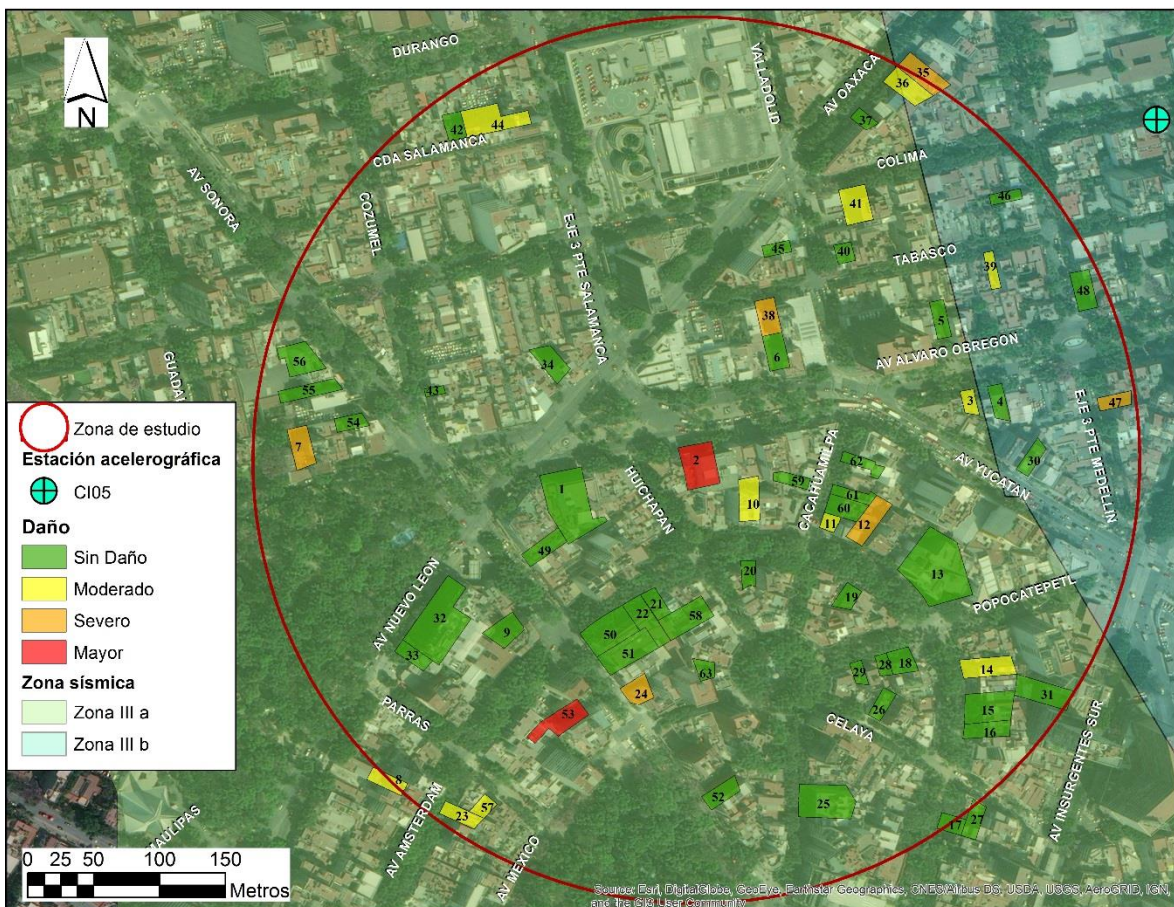 DURANGO
VALLADOLID
AV OAXACA
35
36
37
42
44
CDA SALAMANCA
COLIMA
AV SONORA
COZUMEL
EJE 3 PTE SALAMANCA
41
46
45
40
TABASCO
39
48
38
5
6
AV ALVARO OBREGON
56
34
55
43
54
7
3
4
47
EJE 3 PTE MEDELLIN
30
AV YUCATAN
2
HUICHAPAN
1
10
59
CACAHUAMILPA
62
61
60
11
12
49
13
POPOCATEPETL
20
19
AV NUEVO LEON
32
33
9
21
22
50
51
58
63
24
53
PARRAS
29
28
18
26
CELAYA
14
31
15
16
AV INSURGENTES SUR
8
23
57
AV AMSTERDAM
AV MEXICO
52
25
17
27
N
Zona de estudio
Estación acelerográfica
CI05
Daño
Sin Daño
Moderado
Severo
Mayor
Zona sísmica
Zona III a
Zona III b
0 25 50 100 150
Metros
Source: Esri, DigitalGlobe, GeoEye, Earthstar Geographics, CNES/Airbus DS, USDA, USGS, AeroGRID, IGN,
and the GIS User Community